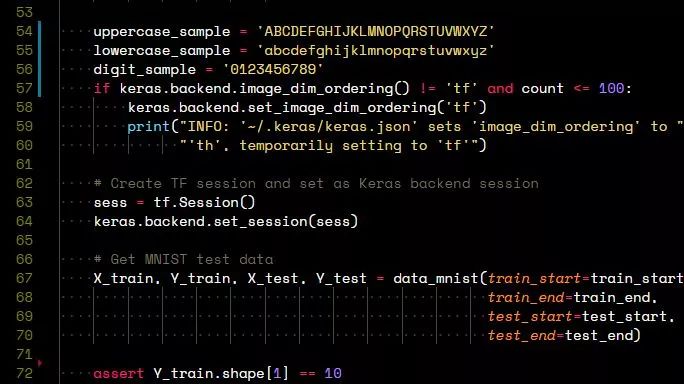 53
54 uppercase_sample = 'ABCDEFGHIJKLMNOPQRSTUVWXYZ'
55 lowercase_sample = 'abcdefghijklmnopqrstuvwxyz'
56 digit_sample = '0123456789'
57 if keras.backend.image_dim_ordering() != 'tf' and count <= 100:
58 keras.backend.set_image_dim_ordering('tf')
59 print("INFO: '~/.keras/keras.json' sets 'image_dim_ordering' to "
60 "'th', temporarily setting to 'tf'")
61
62 # Create TF session and set as Keras backend session
63 sess = tf.Session()
64 keras.backend.set_session(sess)
65
66 # Get MNIST test data
67 X_train, Y_train, X_test, Y_test = data_mnist(train_start=train_start
68 train_end=train_end,
69 test_start=test_start,
70 test_end=test_end)
71
72 assert Y_train.shape[1] == 10